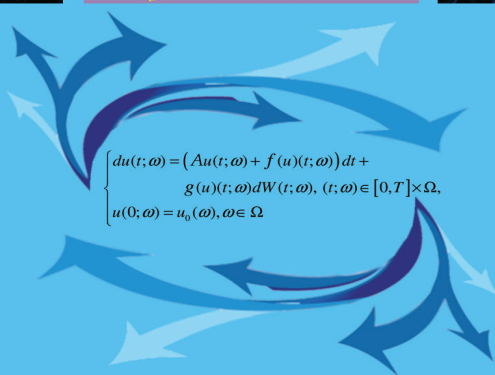 du(t;ω) = (Au(t;ω) + f(u)(t;ω))dt +
g(u)(t;ω)dW(t;ω), (t;ω)∈[0,T]×Ω,
u(0;ω) = u₀(ω), ω∈ Ω